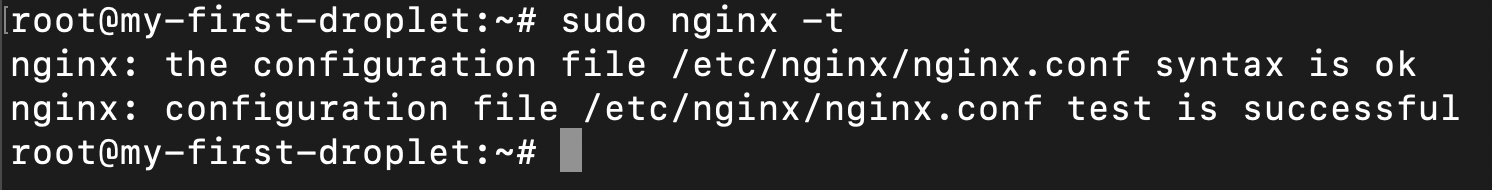 root@my-first-droplet:~# sudo nginx -t
nginx: the configuration file /etc/nginx/nginx.conf syntax is ok
nginx: configuration file /etc/nginx/nginx.conf test is successful
root@my-first-droplet:~#